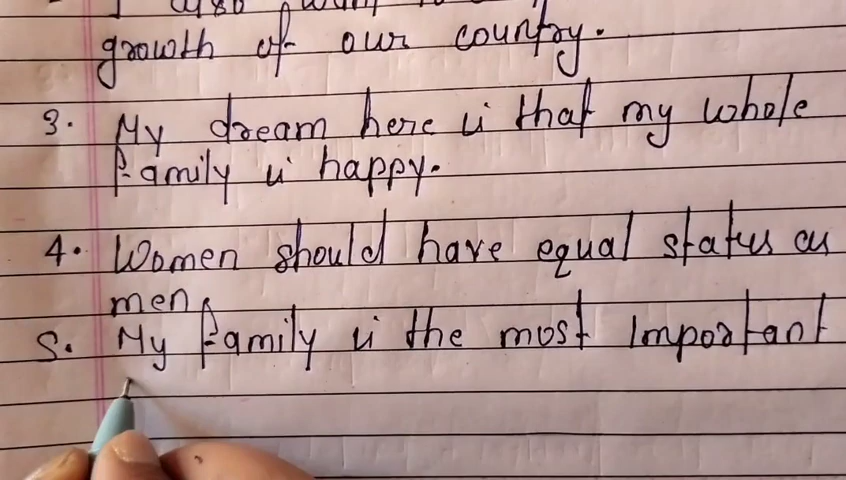 growth of our country.
3. My dream here is that my whole
family is happy.
4. Women should have equal status as
men,
5. My family is the most important